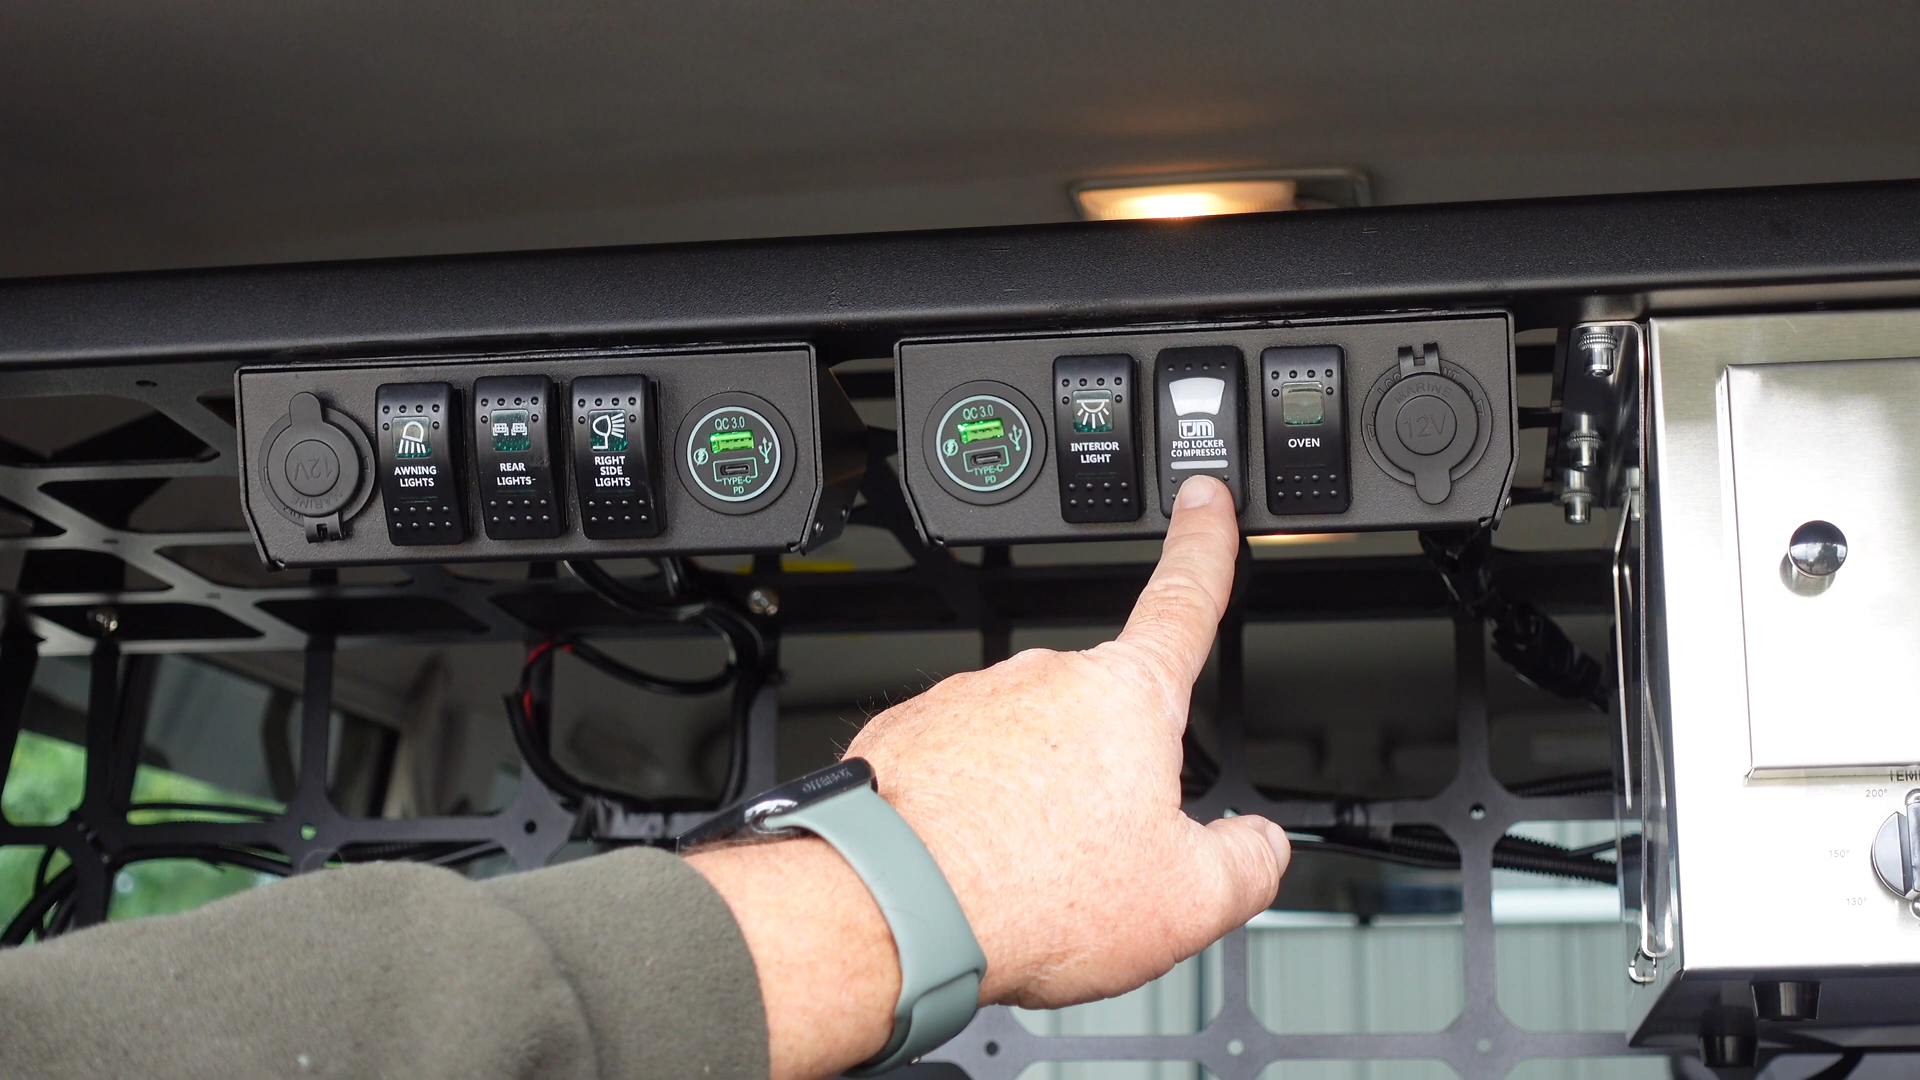 12V
MARINE
AWNING
LIGHTS
REAR
LIGHTS
RIGHT
SIDE
LIGHTS
QC 3.0
TYPE-C
PD
QC 3.0
TYPE-C
PD
INTERIOR
LIGHT
TJM
PRO LOCKER
COMPRESSOR
OVEN
MARINE
12V
200°
150°
130°